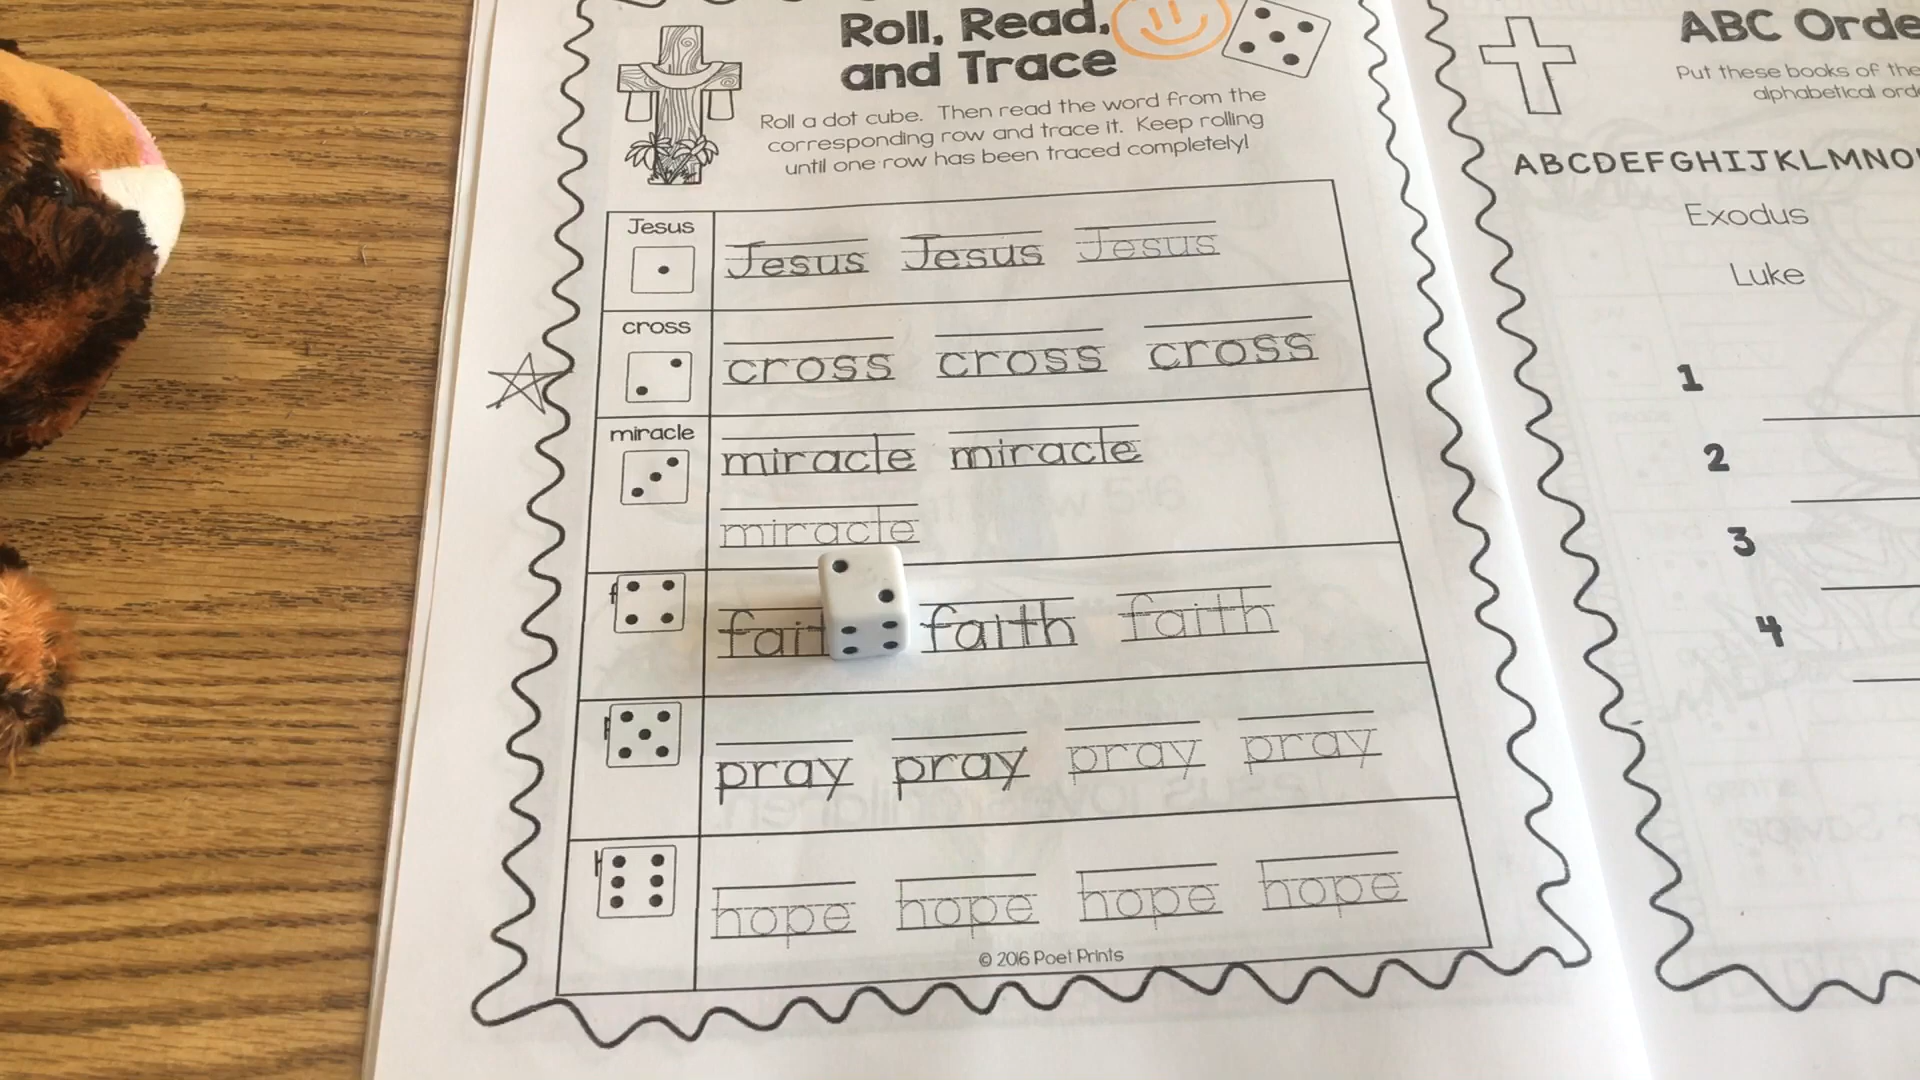 Roll, Read,
and Trace
Roll a dot cube. Then read the word from the
corresponding row and trace it. Keep rolling
until one row has been traced completely!
Jesus
Jesus Jesus Jesus
cross
cross cross cross
miracle
miracle miracle
miracle
fait faith faith
pray pray pray pray
hope hope hope hope
© 2016 Poet Prints
ABC Orde
Put these books of the
alphabetical ord
ABCDEFGHIJKLMNO
Exodus
Luke
1
2
3
4